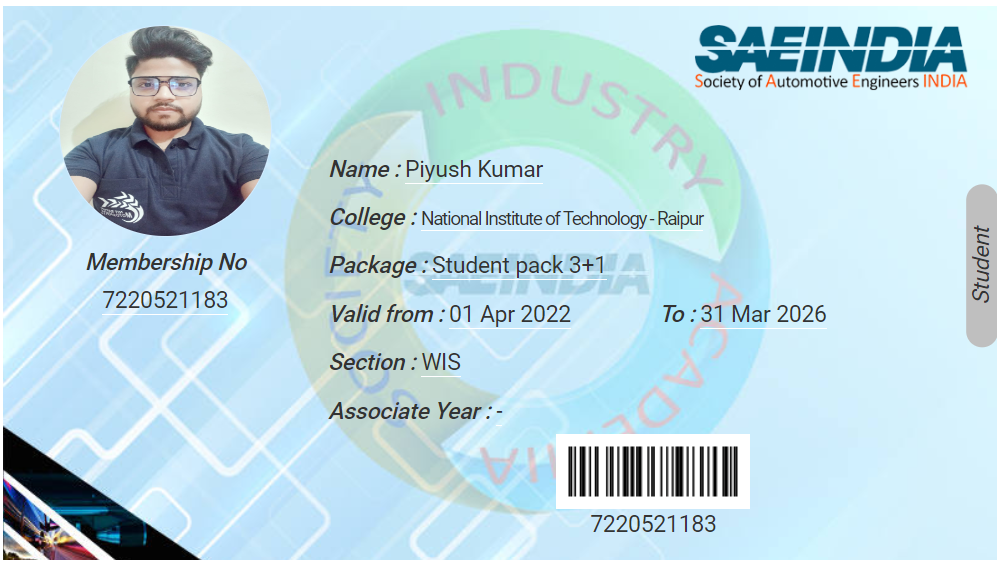 SAEINDIA
Society of Automotive Engineers INDIA
INDUSTRY
ACADEMIA
SOCIETY
SAEINDIA
Name : Piyush Kumar
College : National Institute of Technology - Raipur
Package : Student pack 3+1
Valid from : 01 Apr 2022 To : 31 Mar 2026
Section : WIS
Associate Year : -
Membership No
7220521183
Student
7220521183